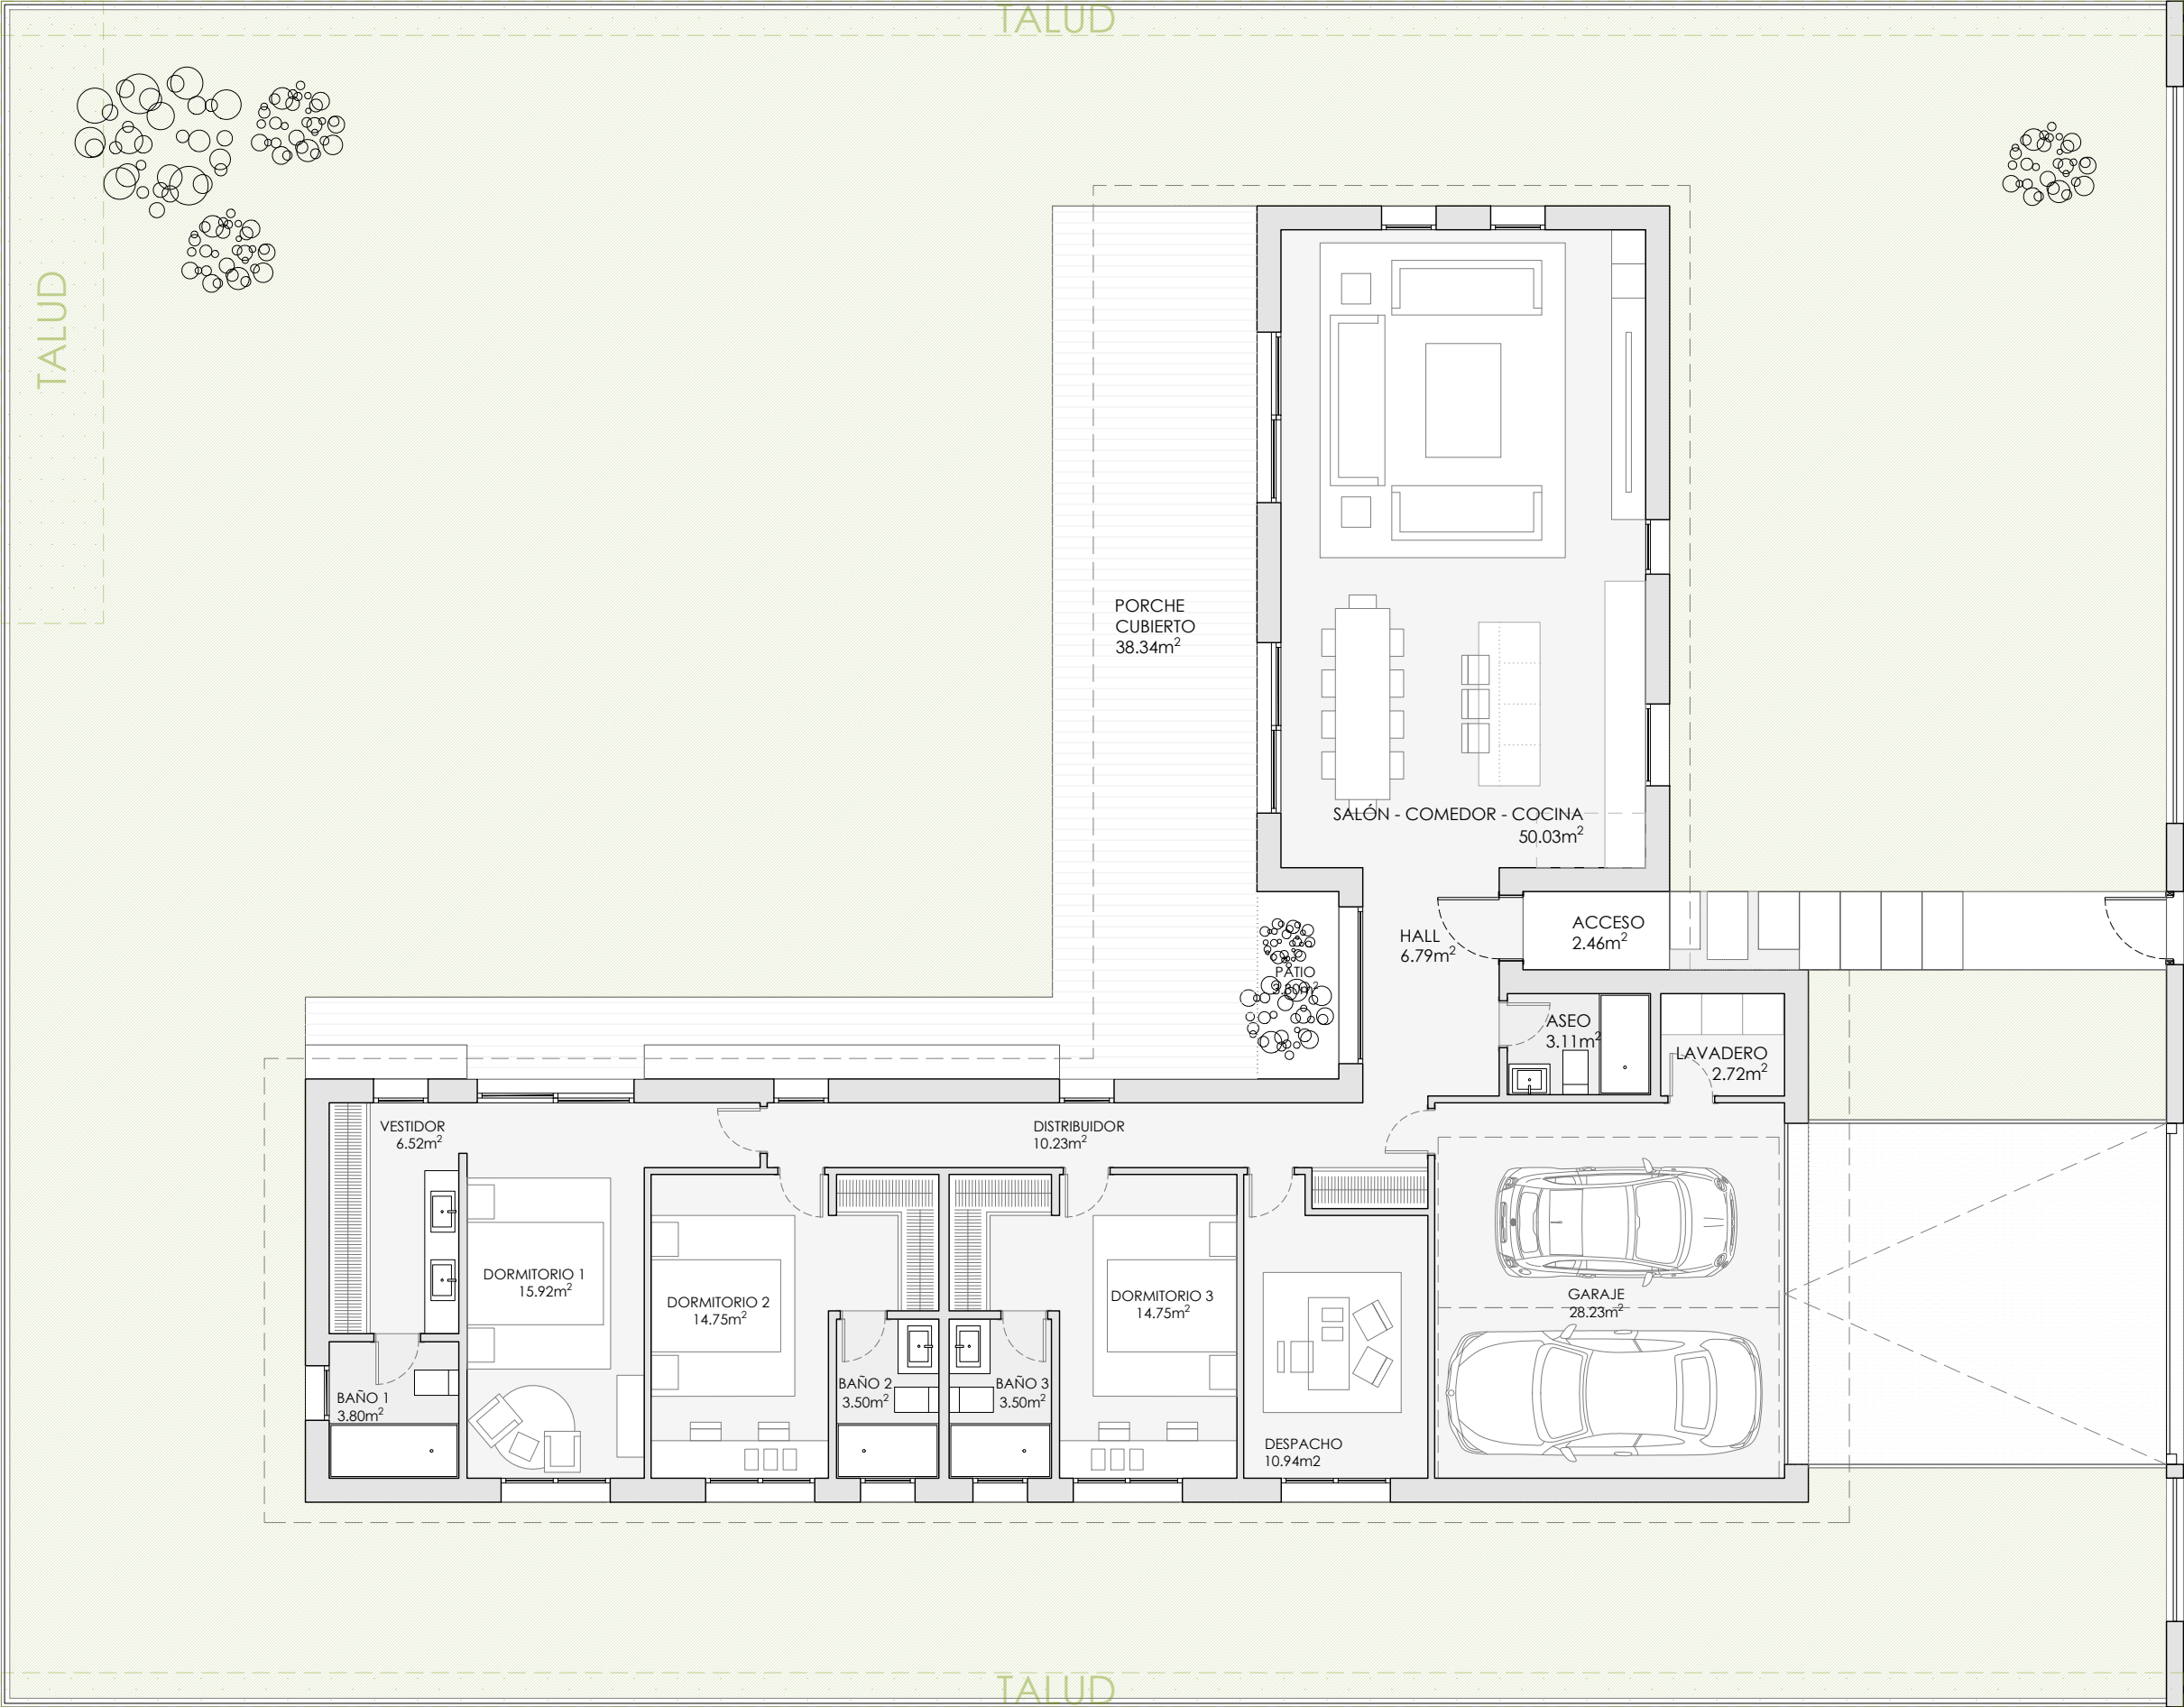 TALUD
TALUD
PORCHE
CUBIERTO
38.34m²
SALÓN - COMEDOR - COCINA
50.03m²
ACCESO
2.46m²
HALL
6.79m²
PATIO
ASEO
3.11m²
LAVADERO
2.72m²
VESTIDOR
6.52m²
DISTRIBUIDOR
10.23m²
DORMITORIO 1
15.92m²
DORMITORIO 2
14.75m²
DORMITORIO 3
14.75m²
GARAJE
28.23m²
BAÑO 1
3.80m²
BAÑO 2
3.50m²
BAÑO 3
3.50m²
DESPACHO
10.94m2
TALUD